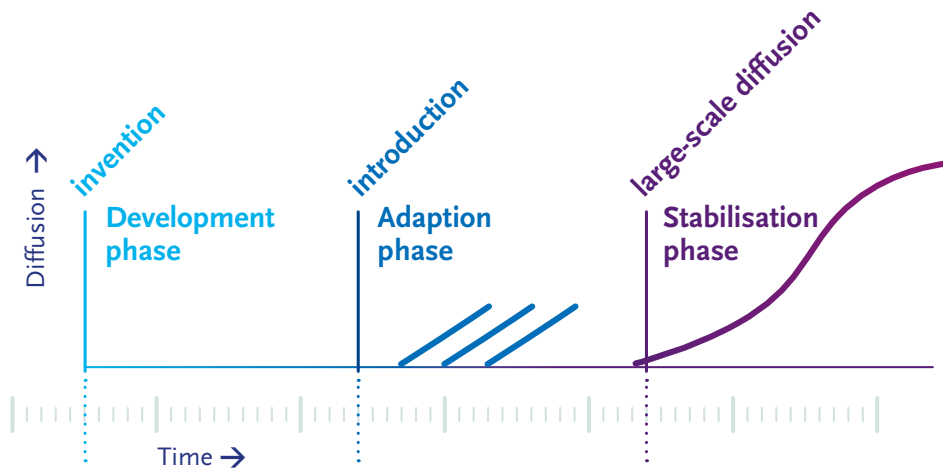 invention
introduction
large-scale diffusion
Diffusion →
Development
phase
Adaption
phase
Stabilisation
phase
Time →